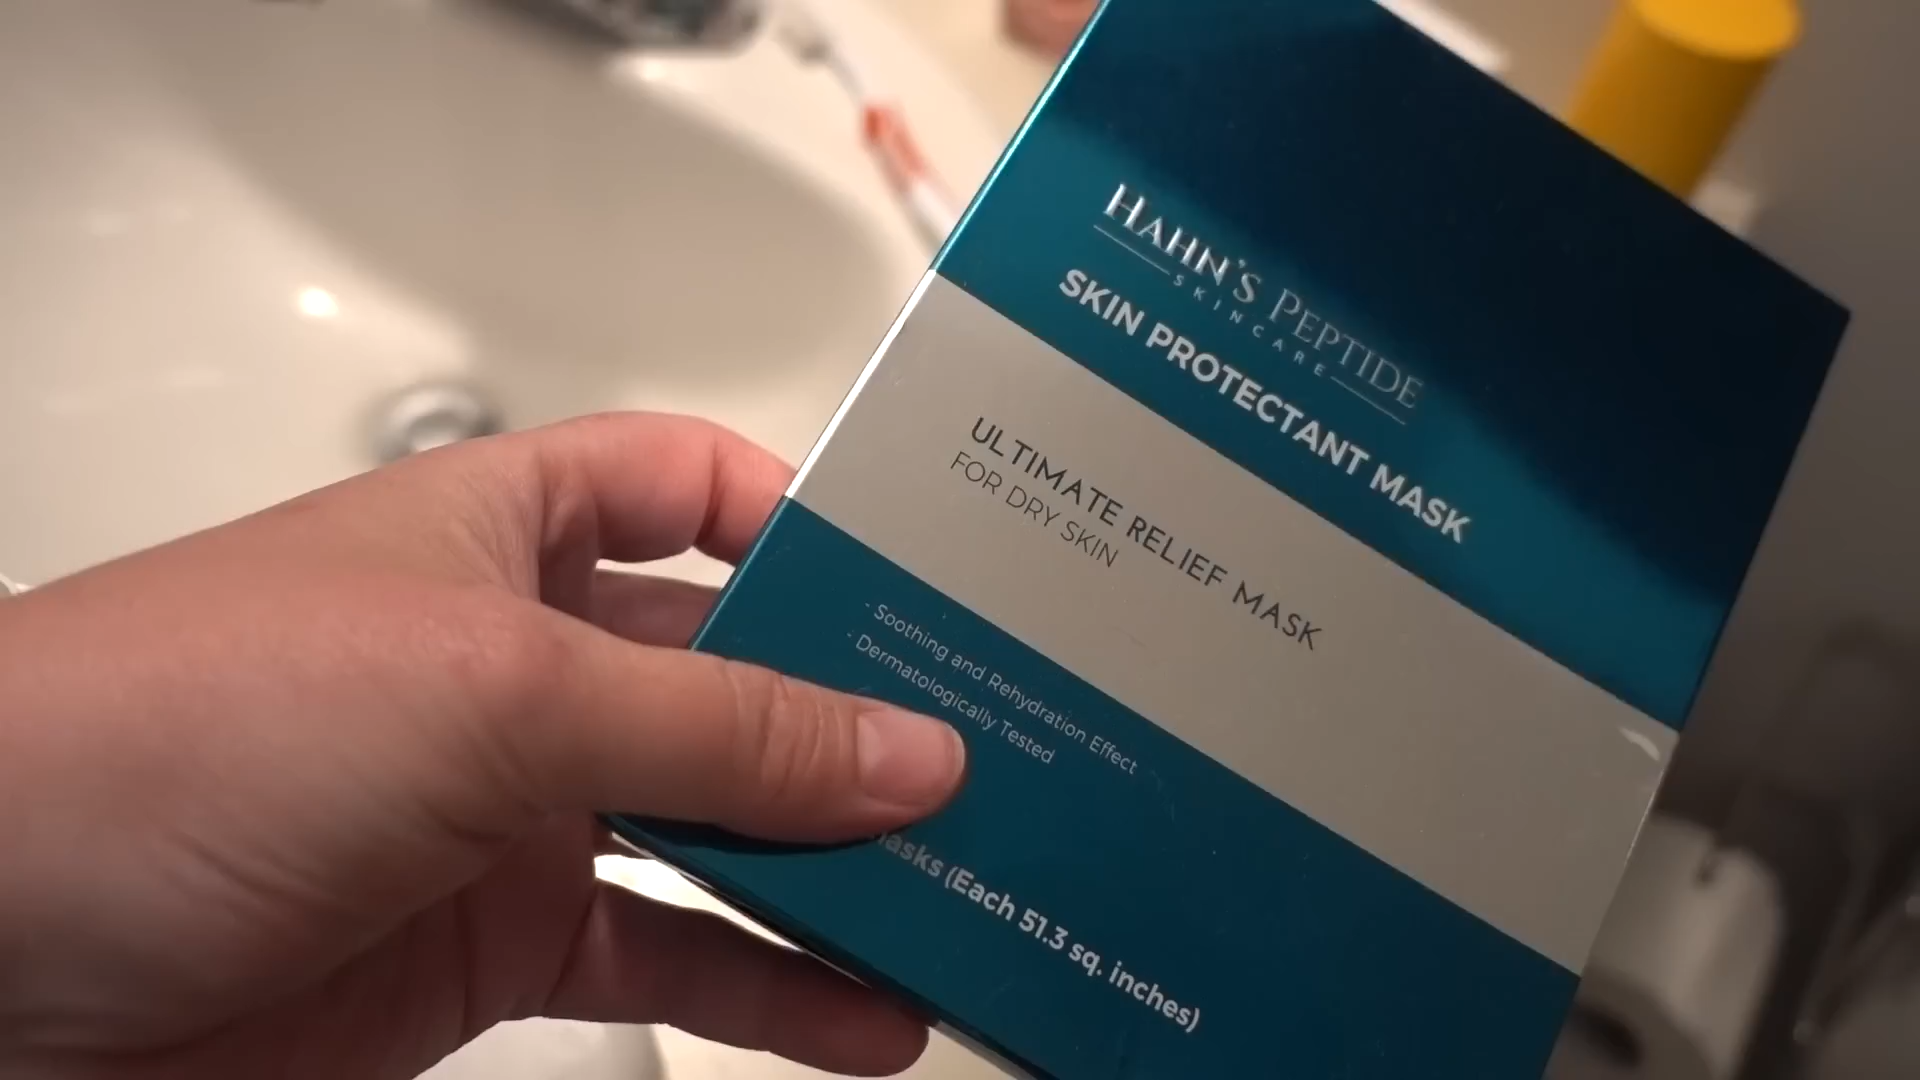 HAHN'S PEPTIDE
SKINCARE
SKIN PROTECTANT MASK
ULTIMATE RELIEF MASK
FOR DRY SKIN
- Soothing and Rehydration Effect
- Dermatologically Tested
(Each 51.3 sq. inches)